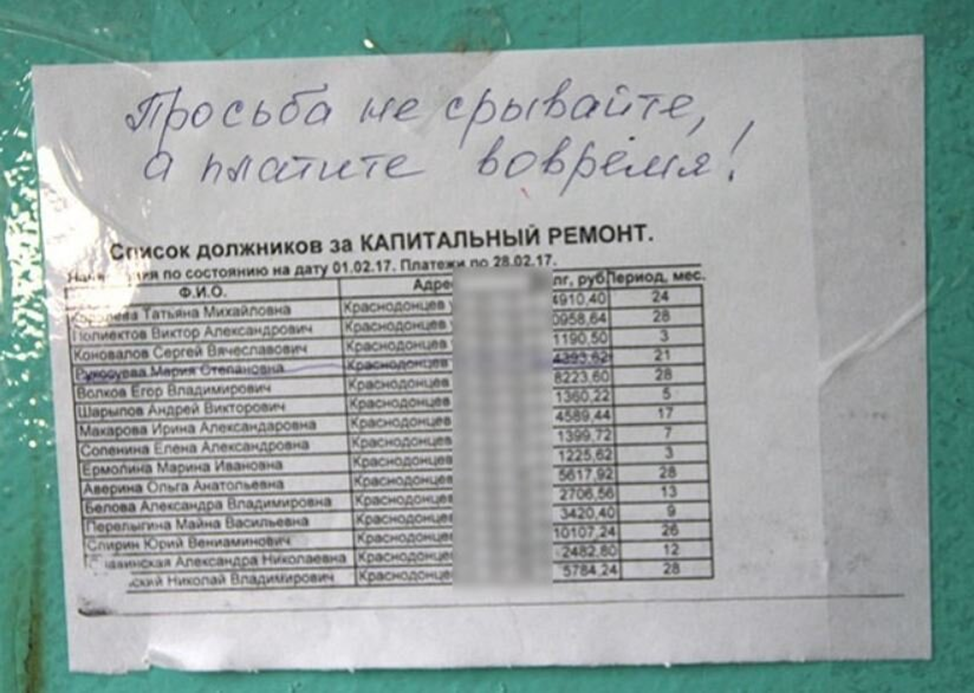 Просьба не срывайте,
а платите вовремя!
Список должников за КАПИТАЛЬНЫЙ РЕМОНТ.
по состоянию на дату 01.02.17. Платежи по 28.02.17.
Ф.И.О. Период, мес.
Татьяна Михайловна Краснодонцев 24
Полиектов Виктор Александрович Краснодонцев 28
Коновалов Сергей Вячеславович Краснодонцев 1190,50 3
Рукосуева Мария Степановна Краснодонцев 4393,62 21
Волков Егор Владимирович Краснодонцев 8223,60 28
Шарыпов Андрей Викторович Краснодонцев 1360,22 5
Макарова Ирина Александаровна Краснодонцев 4589,44 17
Сопенина Елена Александровна Краснодонцев 1399,72 7
Ермолина Марина Ивановна Краснодонцев 1225,62 3
Аверина Ольга Анатольевна Краснодонцев 5617,92 28
Белова Александра Владимировна Краснодонцев 2706,56 13
Перелыгина Майна Васильевна Краснодонцев 3420,40 9
Спирин Юрий Вениаминович Краснодонцев 10107,24 26
Александра Николаевна Краснодонцев 2482,80 12
Николай Владимирович Краснодонцев 5784,24 28